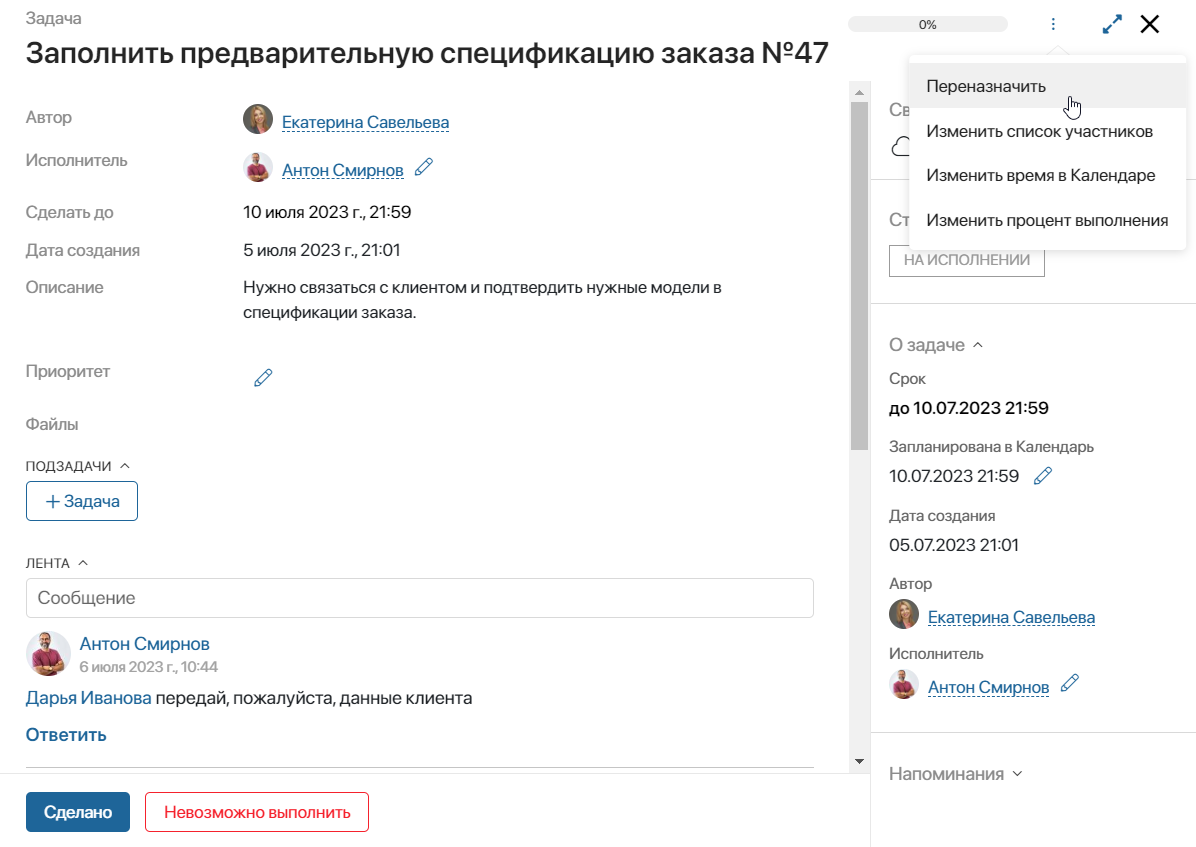 Задача
Заполнить предварительную спецификацию заказа №47
0%
Переназначить
Изменить список участников
Изменить время в Календаре
Изменить процент выполнения
Автор
Екатерина Савельева
Исполнитель
Антон Смирнов
Сделать до
10 июля 2023 г., 21:59
Дата создания
5 июля 2023 г., 21:01
Описание
Нужно связаться с клиентом и подтвердить нужные модели в
спецификации заказа.
Приоритет
Файлы
ПОДЗАДАЧИ
+ Задача
ЛЕНТА
Сообщение
Антон Смирнов
6 июля 2023 г., 10:44
Дарья Иванова передай, пожалуйста, данные клиента
Ответить
Сделано
Невозможно выполнить
НА ИСПОЛНЕНИИ
О задаче
Срок
до 10.07.2023 21:59
Запланирована в Календарь
10.07.2023 21:59
Дата создания
05.07.2023 21:01
Автор
Екатерина Савельева
Исполнитель
Антон Смирнов
Напоминания